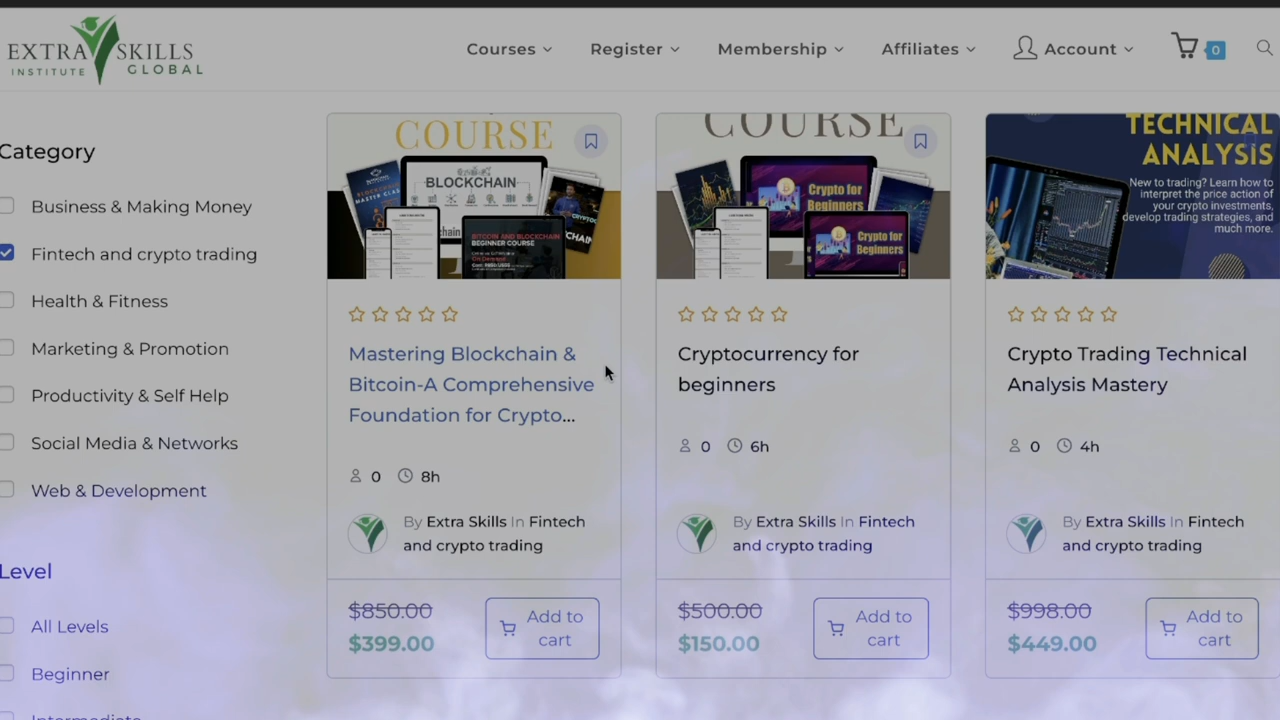 EXTRA SKILLS
INSTITUTE GLOBAL
Courses
Register
Membership
Affiliates
Account
0
Category
Business & Making Money
Fintech and crypto trading
Health & Fitness
Marketing & Promotion
Productivity & Self Help
Social Media & Networks
Web & Development
Level
All Levels
Beginner
Intermediate
COURSE
BLOCKCHAIN
BITCOIN AND BLOCKCHAIN
BEGINNER COURSE
Mastering Blockchain &
Bitcoin-A Comprehensive
Foundation for Crypto...
0 8h
By Extra Skills In Fintech
and crypto trading
$850.00
$399.00
Add to
cart
COURSE
Crypto for
Beginners
Crypto for
Beginners
Cryptocurrency for
beginners
0 6h
By Extra Skills In Fintech
and crypto trading
$500.00
$150.00
Add to
cart
TECHNICAL
ANALYSIS
New to trading? Learn how to
interpret the price action of
your crypto investments,
develop trading strategies, and
much more.
Crypto Trading Technical
Analysis Mastery
0 4h
By Extra Skills In Fintech
and crypto trading
$998.00
$449.00
Add to
cart